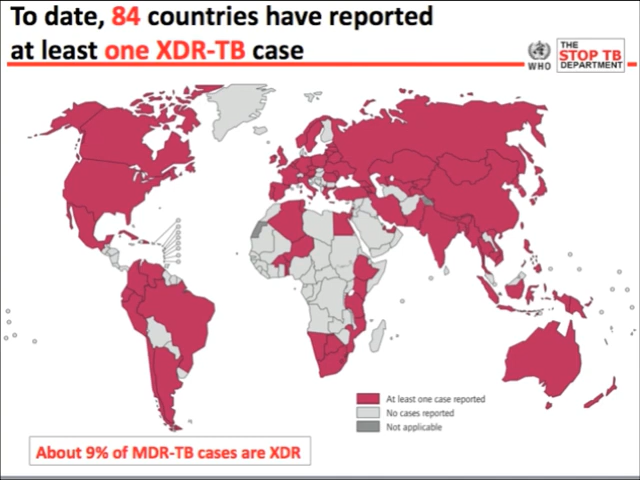 To date, 84 countries have reported
at least one XDR-TB case
WHO
THE
STOP TB
DEPARTMENT
At least one case reported
No cases reported
Not applicable
About 9% of MDR-TB cases are XDR